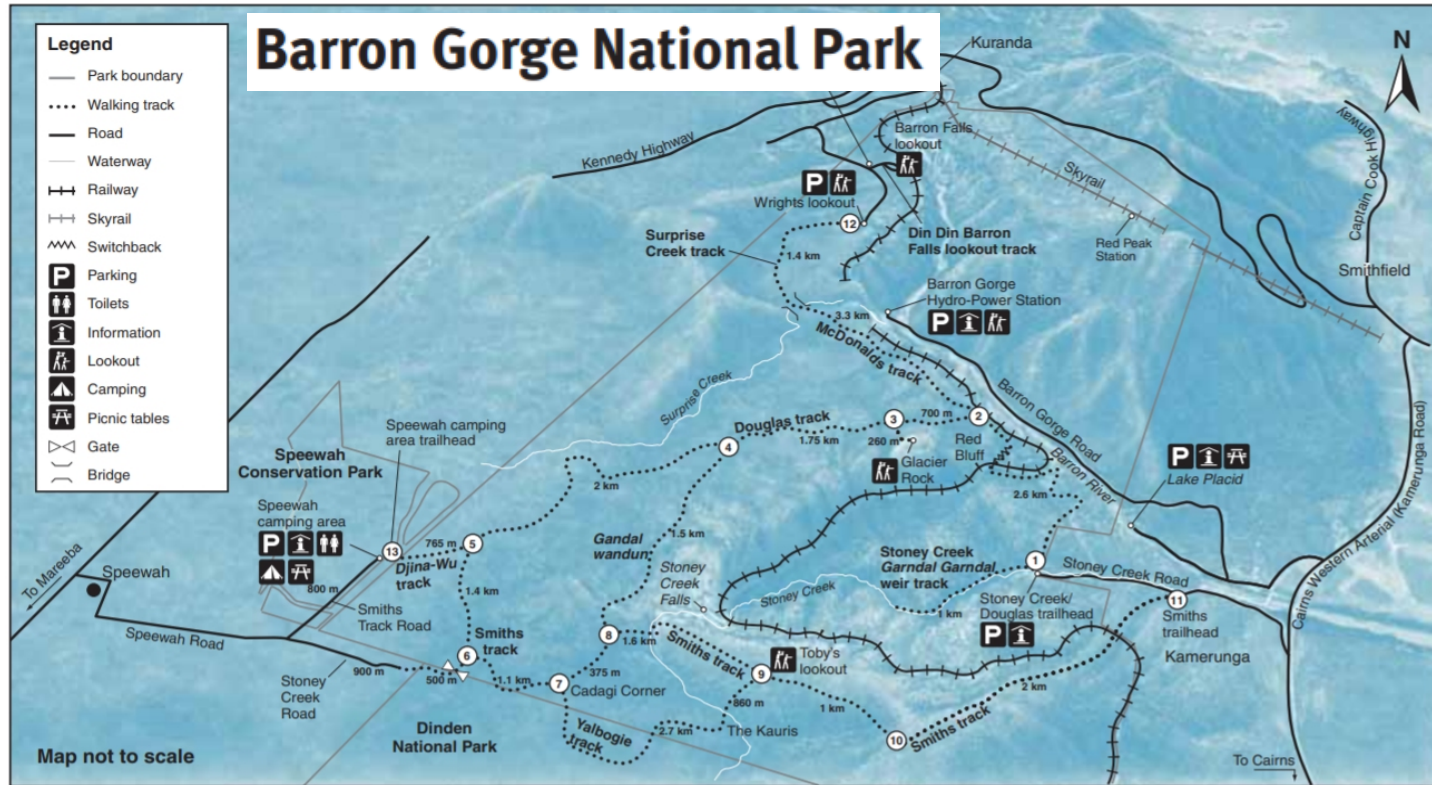 Barron Gorge National Park
Legend
Park boundary
Walking track
Road
Waterway
Railway
Skyrail
Switchback
P
Parking
Toilets
Information
Lookout
Camping
Picnic tables
Gate
Bridge
Kuranda
N
Kennedy Highway
Barron Falls
lookout
Skyrail
Captain Cook Highway
P
Wrights lookout
12
Surprise
Creek track
1.4 km
Din Din Barron
Falls lookout track
Red Peak
Station
Smithfield
Barron Gorge
Hydro-Power Station
P
3.3 km
McDonalds track
Surprise Creek
Barron Gorge Road
Douglas track
3
700 m
2
4
1.75 km
260 m
Red
Bluff
Glacier
Rock
Barron River
P
Lake Placid
Cairns Western Arterial (Kamerunga Road)
Speewah camping
area trailhead
Speewah
Conservation Park
2 km
2.6 km
Speewah
camping area
P
13
765 m
5
Djina-Wu
track
Gandal
wandun
1.5 km
Stoney Creek
Garndal Garndal
weir track
1
Stoney Creek Road
To Mareeba
Speewah
800 m
Smiths
Track Road
1.4 km
Stoney
Creek
Falls
Stoney Creek
1 km
Stoney Creek/
Douglas trailhead
P
11
Smiths
trailhead
Kamerunga
Speewah Road
Smiths
track
8
1.6 km
Smiths track
Toby's
lookout
6
9
900 m
500 m
1.1 km
7
375 m
Cadagi Corner
860 m
2 km
Stoney
Creek
Road
1 km
Yalbogie
track
2.7 km
The Kauris
10
Smiths track
Dinden
National Park
Map not to scale
To Cairns